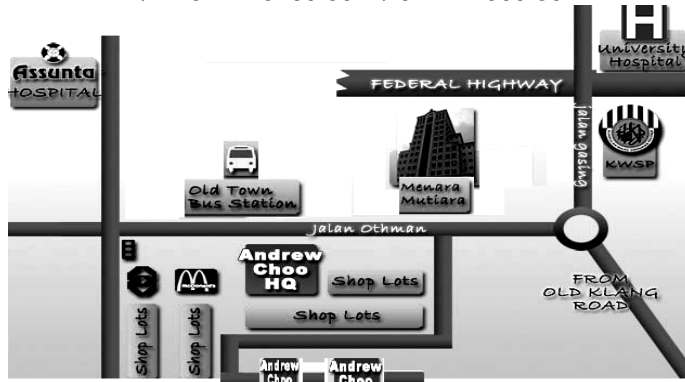 H
University
Hospital
Assunta
HOSPITAL
FEDERAL HIGHWAY
jalan gasing
KWSP
Old Town
Bus Station
Menara
Mutiara
Jalan Othman
Andrew
Choo
HQ
Shop Lots
McDonald's
Shop Lots
Shop Lots
Shop Lots
FROM
OLD KLANG
ROAD
Andrew
Choo
Andrew
Choo